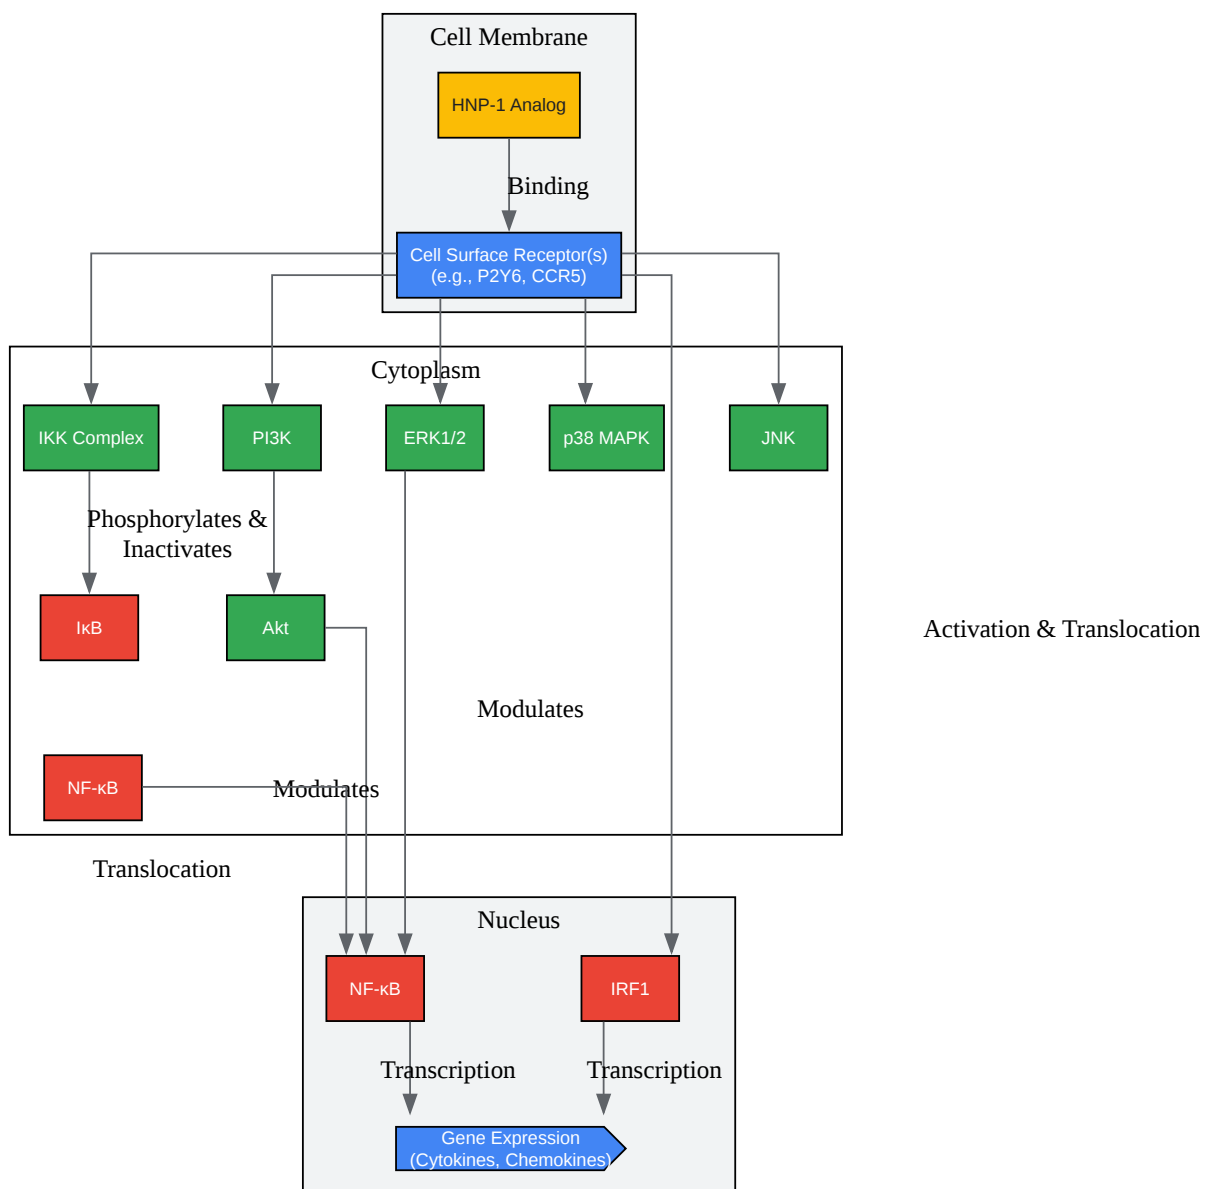 Cell Membrane
HNP-1 Analog
Binding
Cell Surface Receptor(s)
(e.g., P2Y6, CCR5)
Cytoplasm
IKK Complex
PI3K
ERK1/2
p38 MAPK
JNK
Phosphorylates &
Inactivates
IκB
Akt
Activation & Translocation
Modulates
NF-κB
Modulates
Translocation
Nucleus
NF-κB
IRF1
Transcription
Transcription
Gene Expression
(Cytokines, Chemokines)